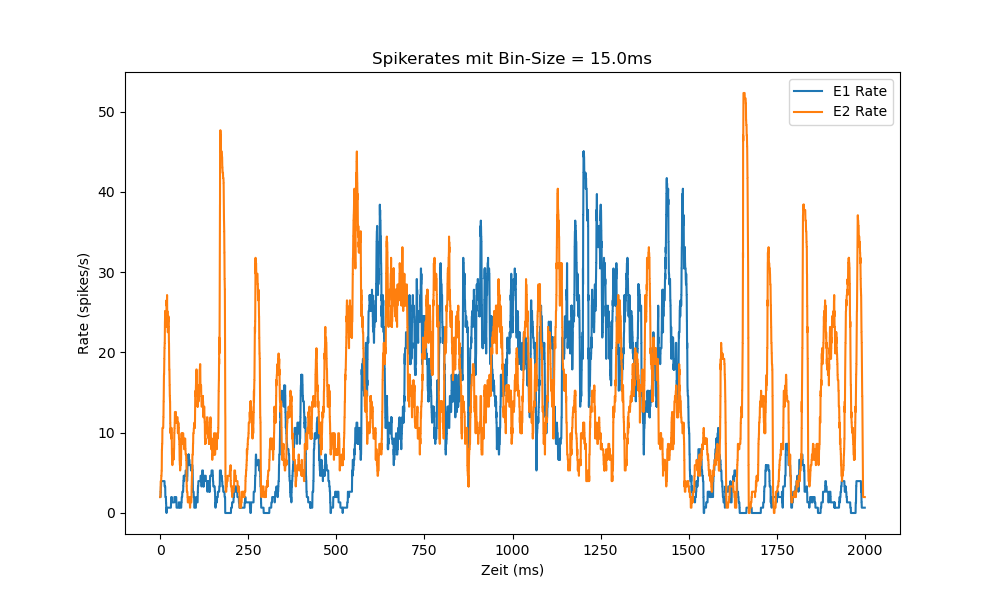 Spikerates mit Bin-Size = 15.0ms
E1 Rate
E2 Rate
Rate (spikes/s)
50
40
30
20
10
0
0 250 500 750 1000 1250 1500 1750 2000
Zeit (ms)